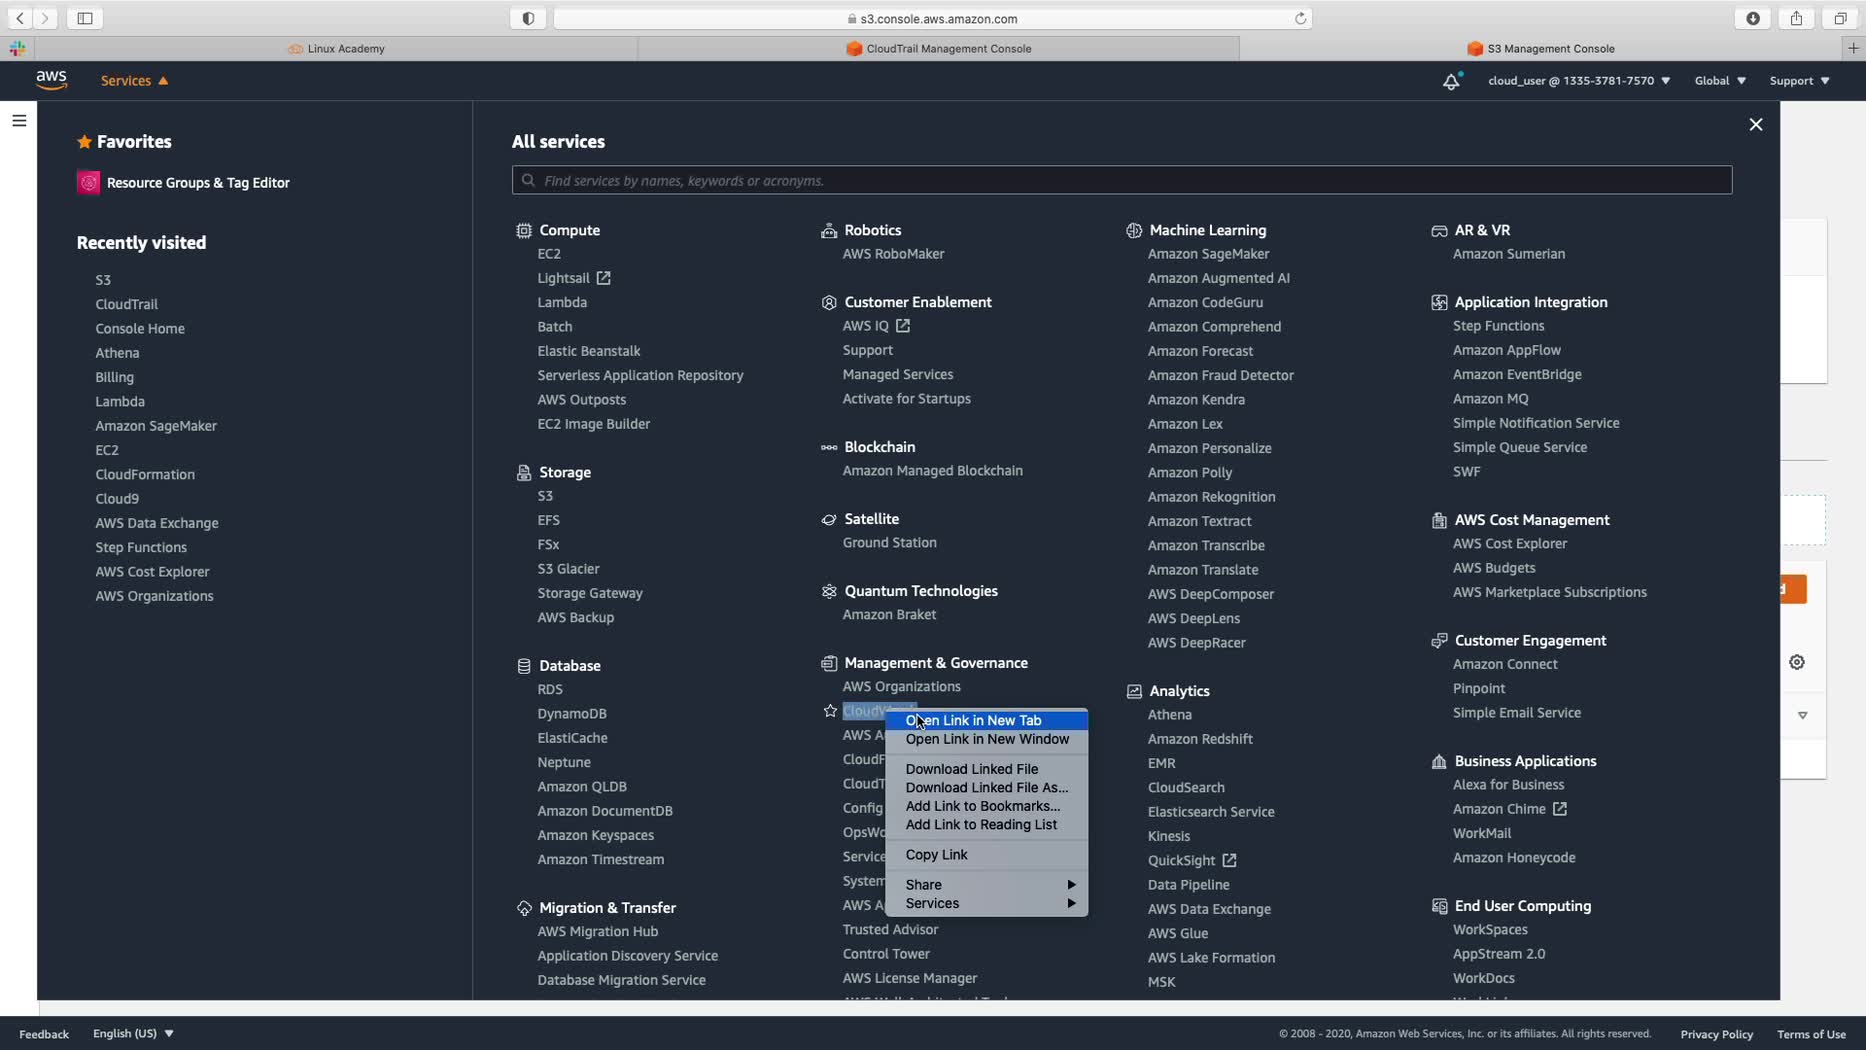 s3.console.aws.amazon.com
Linux Academy
CloudTrail Management Console
S3 Management Console
aws
Services
cloud_user @ 1335-3781-7570
Global
Support
Favorites
Resource Groups & Tag Editor
Recently visited
S3
CloudTrail
Console Home
Athena
Billing
Lambda
Amazon SageMaker
EC2
CloudFormation
Cloud9
AWS Data Exchange
Step Functions
AWS Cost Explorer
AWS Organizations
All services
Find services by names, keywords or acronyms.
Compute
EC2
Lightsail
Lambda
Batch
Elastic Beanstalk
Serverless Application Repository
AWS Outposts
EC2 Image Builder
Storage
S3
EFS
FSx
S3 Glacier
Storage Gateway
AWS Backup
Database
RDS
DynamoDB
ElastiCache
Neptune
Amazon QLDB
Amazon DocumentDB
Amazon Keyspaces
Amazon Timestream
Migration & Transfer
AWS Migration Hub
Application Discovery Service
Database Migration Service
Robotics
AWS RoboMaker
Customer Enablement
AWS IQ
Support
Managed Services
Activate for Startups
Blockchain
Amazon Managed Blockchain
Satellite
Ground Station
Quantum Technologies
Amazon Braket
Management & Governance
AWS Organizations
AWS
Config
Service
System
AWS
Trusted Advisor
Control Tower
AWS License Manager
Open Link in New Tab
Open Link in New Window
Download Linked File
Download Linked File As...
Add Link to Bookmarks...
Add Link to Reading List
Copy Link
Share
Services
Machine Learning
Amazon SageMaker
Amazon Augmented AI
Amazon CodeGuru
Amazon Comprehend
Amazon Forecast
Amazon Fraud Detector
Amazon Kendra
Amazon Lex
Amazon Personalize
Amazon Polly
Amazon Rekognition
Amazon Textract
Amazon Transcribe
Amazon Translate
AWS DeepComposer
AWS DeepLens
AWS DeepRacer
Analytics
Athena
Amazon Redshift
EMR
CloudSearch
Elasticsearch Service
Kinesis
QuickSight
Data Pipeline
AWS Data Exchange
AWS Glue
AWS Lake Formation
MSK
AR & VR
Amazon Sumerian
Application Integration
Step Functions
Amazon AppFlow
Amazon EventBridge
Amazon MQ
Simple Notification Service
Simple Queue Service
SWF
AWS Cost Management
AWS Cost Explorer
AWS Budgets
AWS Marketplace Subscriptions
Customer Engagement
Amazon Connect
Pinpoint
Simple Email Service
Business Applications
Alexa for Business
Amazon Chime
WorkMail
Amazon Honeycode
End User Computing
WorkSpaces
AppStream 2.0
WorkDocs
Feedback
English (US)
© 2008 - 2020, Amazon Web Services, Inc. or its affiliates. All rights reserved.
Privacy Policy
Terms of Use